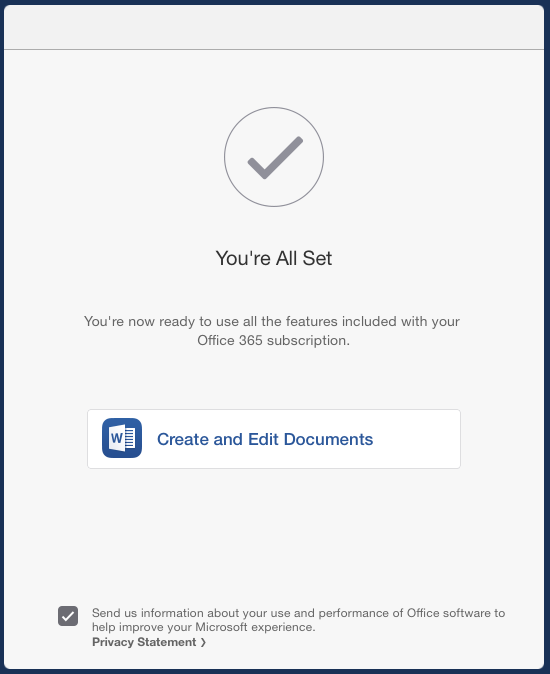 You're All Set
You're now ready to use all the features included with your
Office 365 subscription.
W
Create and Edit Documents
Send us information about your use and performance of Office software to
help improve your Microsoft experience.
Privacy Statement ❯